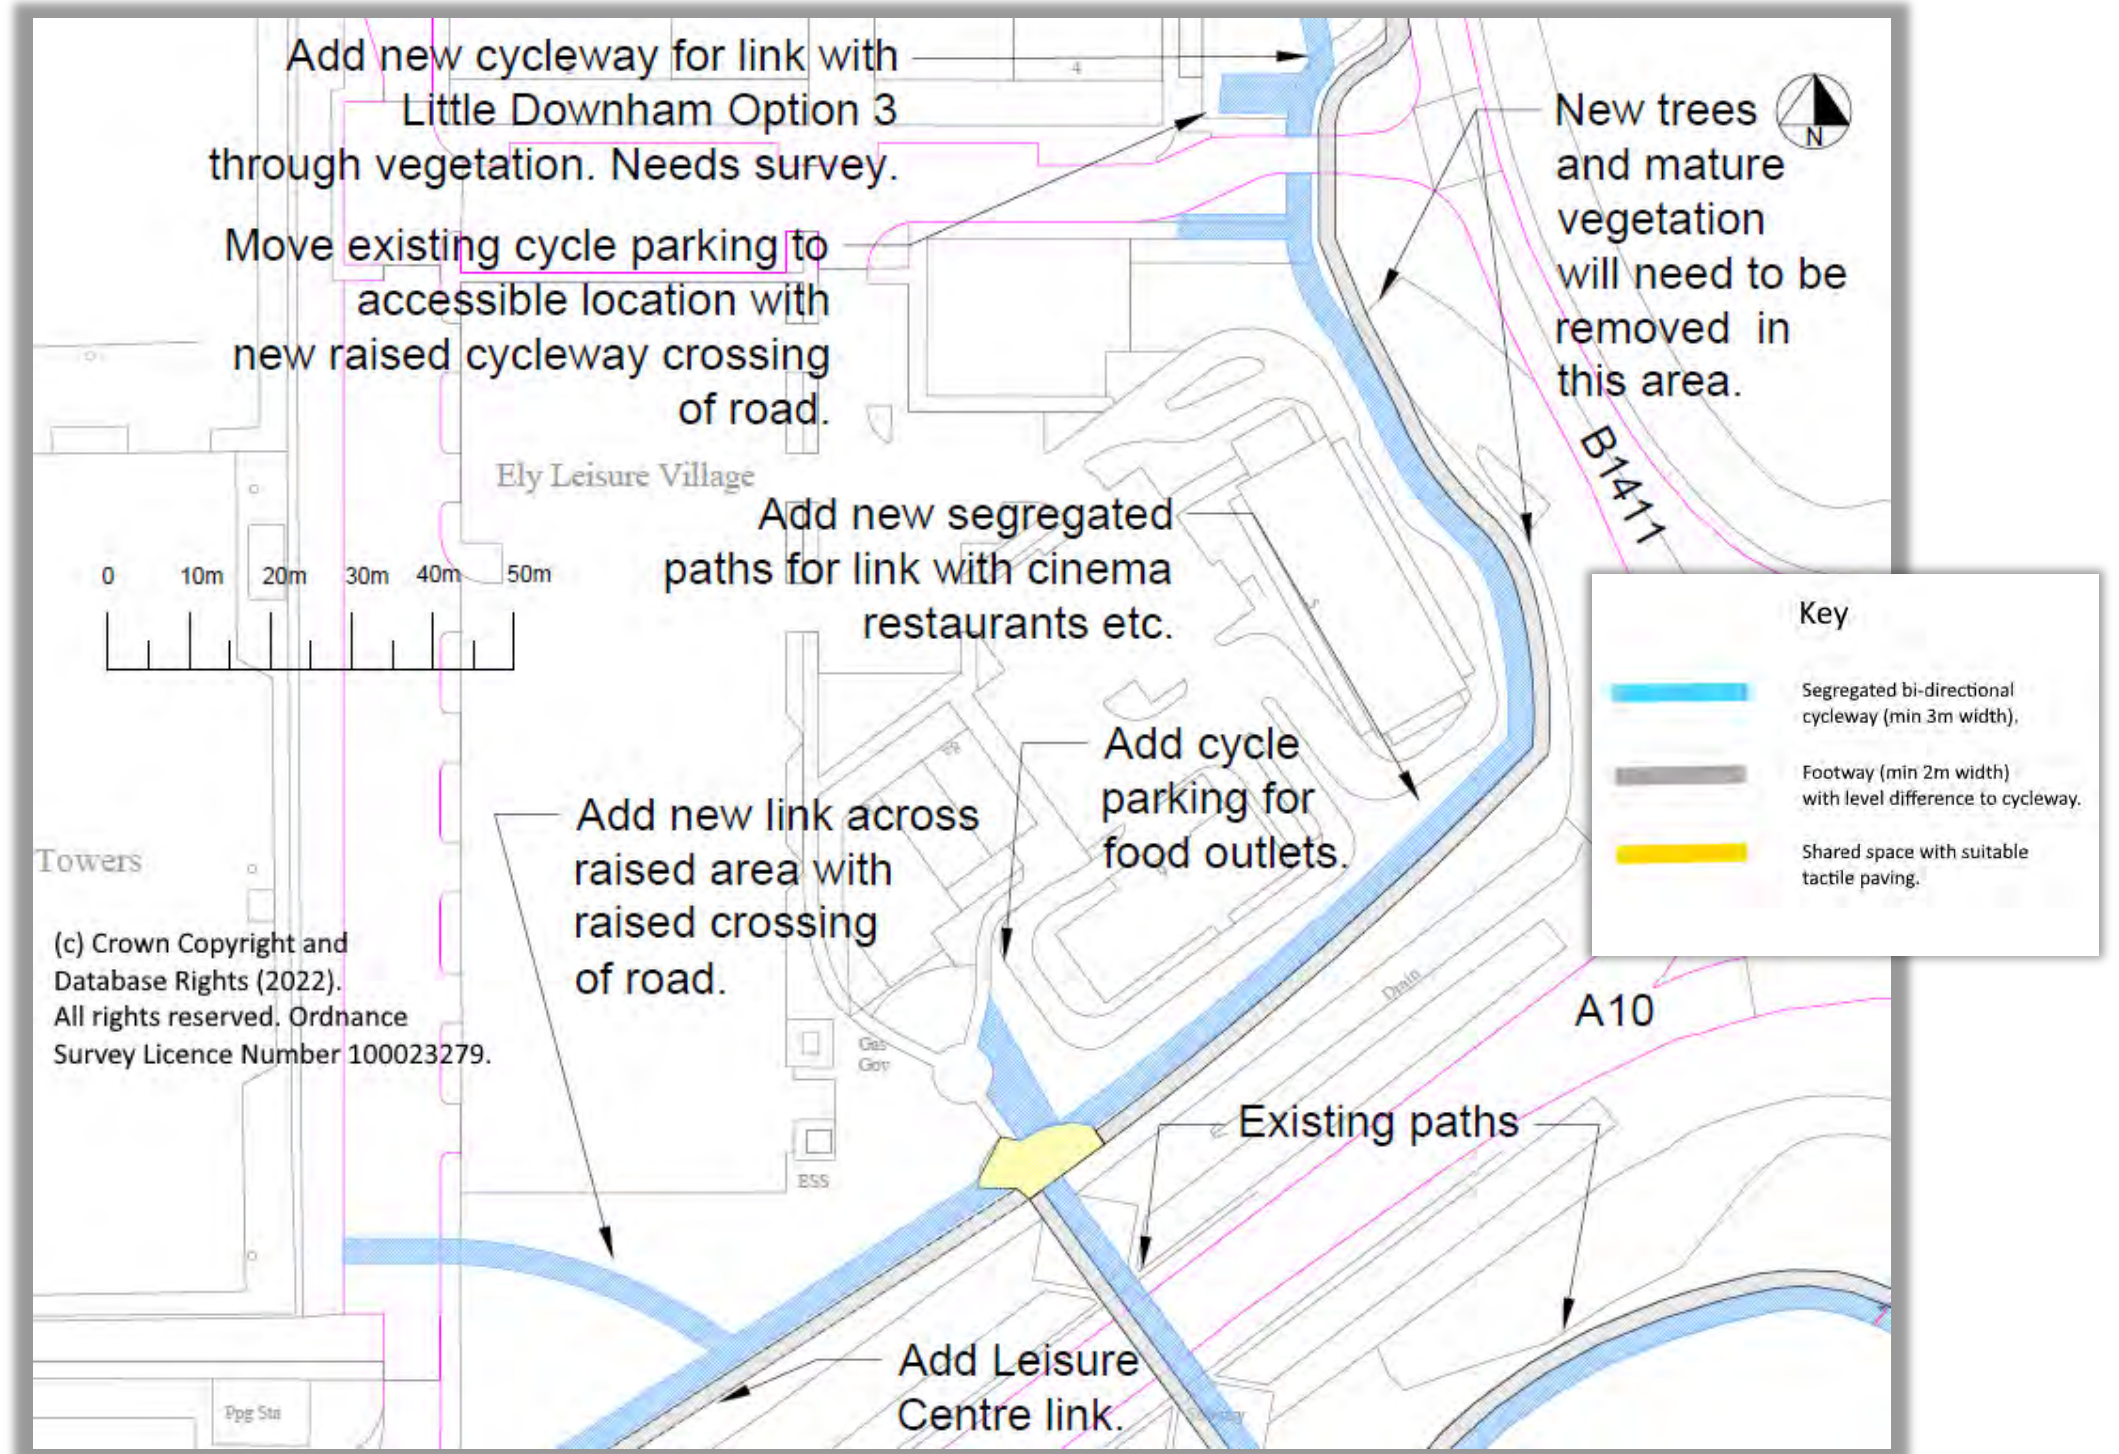 Add new cycleway for link with
Little Downham Option 3
through vegetation. Needs survey.
4
New trees
and mature
vegetation
will need to be
removed in
this area.
N
Move existing cycle parking to
accessible location with
new raised cycleway crossing
of road.
B1411
Ely Leisure Village
Add new segregated
paths for link with cinema
restaurants etc.
0 10m 20m 30m 40m 50m
Key
Segregated bi-directional
cycleway (min 3m width).
Footway (min 2m width)
with level difference to cycleway.
Shared space with suitable
tactile paving.
Add cycle
parking for
food outlets.
Add new link across
raised area with
raised crossing
of road.
Towers
(c) Crown Copyright and
Database Rights (2022).
All rights reserved. Ordnance
Survey Licence Number 100023279.
Drain
A10
Gas
Gov
Existing paths
ESS
Add Leisure
Centre link.
Ppg Sta
Subway